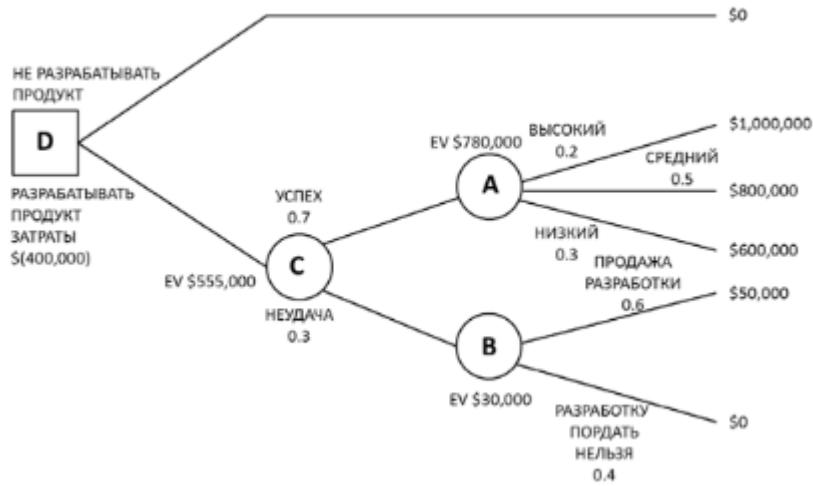 $0
НЕ РАЗРАБАТЫВАТЬ
ПРОДУКТ
D
РАЗРАБАТЫВАТЬ
ПРОДУКТ
ЗАТРАТЫ
$(400,000)
EV $555,000
УСПЕХ
0.7
C
НЕУДАЧА
0.3
EV $780,000
A
ВЫСОКИЙ
0.2
$1,000,000
СРЕДНИЙ
0.5
$800,000
НИЗКИЙ
0.3
$600,000
B
EV $30,000
ПРОДАЖА
РАЗРАБОТКИ
0.6
$50,000
РАЗРАБОТКУ
ПОРДАТЬ
НЕЛЬЗЯ
0.4
$0